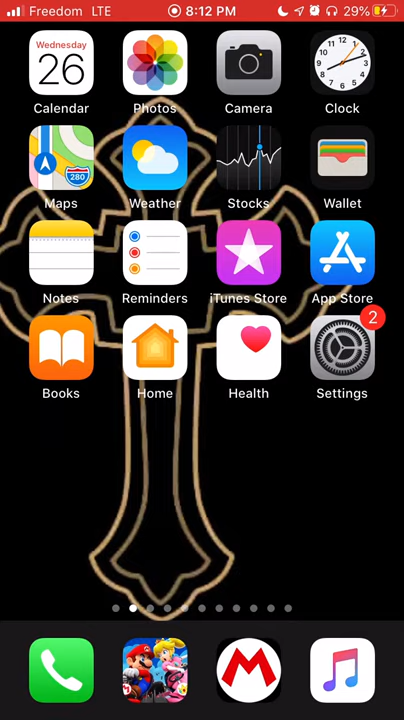 Freedom LTE 8:12 PM 29%
Wednesday
26
Calendar Photos Camera Clock
280
Maps Weather Stocks Wallet
Notes Reminders iTunes Store App Store
2
Books Home Health Settings
M